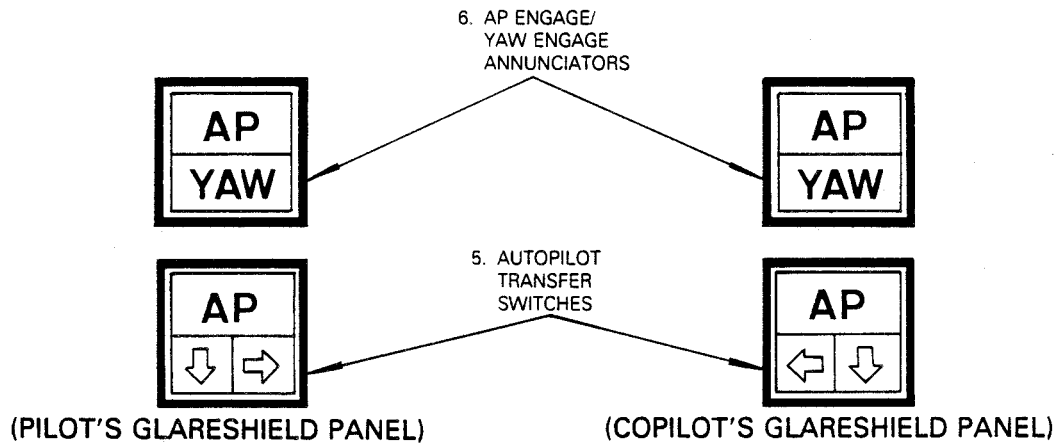 6. AP ENGAGE/
YAW ENGAGE
ANNUNCIATORS
AP
YAW
AP
YAW
5. AUTOPILOT
TRANSFER
SWITCHES
AP
AP
(PILOT'S GLARESHIELD PANEL)
(COPILOT'S GLARESHIELD PANEL)